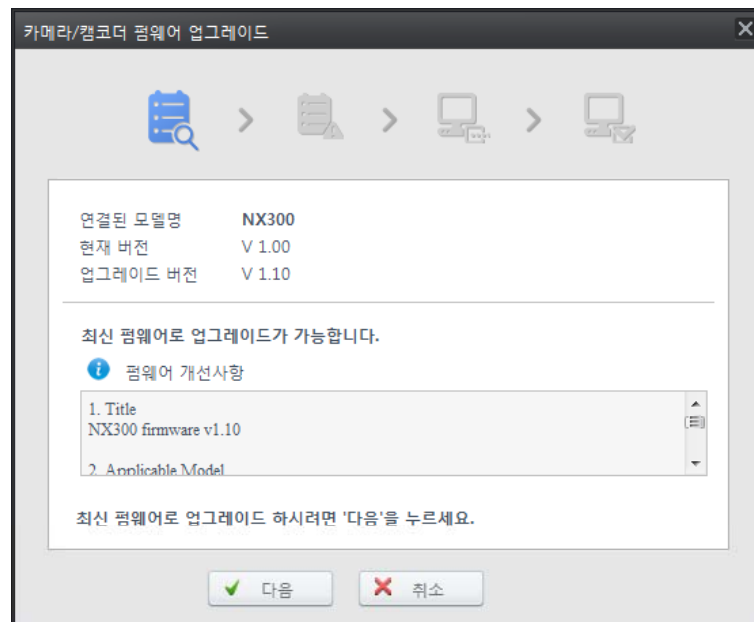 카메라/캠코더 펌웨어 업그레이드
연결된 모델명 NX300
현재 버전 V 1.00
업그레이드 버전 V 1.10
최신 펌웨어로 업그레이드가 가능합니다.
펌웨어 개선사항
1. Title
NX300 firmware v1.10
2. Applicable Model
최신 펌웨어로 업그레이드 하시려면 '다음'을 누르세요.
다음 취소